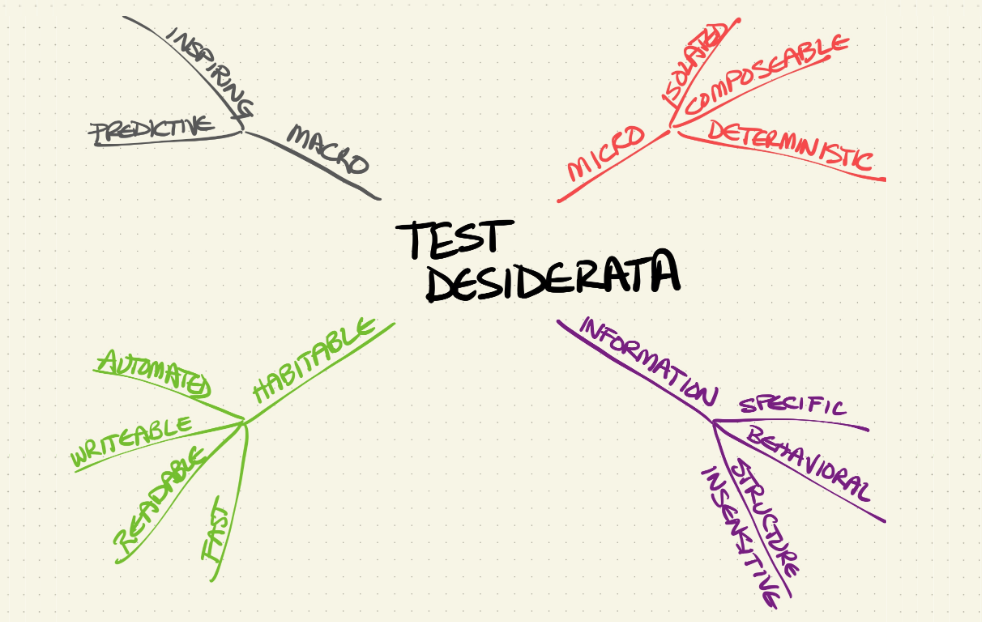 TEST
DESIDERATA
MACRO
INSPIRING
PREDICTIVE
MICRO
ISOLATED
COMPOSEABLE
DETERMINISTIC
HABITABLE
AUTOMATED
WRITEABLE
READABLE
FAST
INFORMATION
SPECIFIC
BEHAVIORAL
STRUCTURE
INSENSITIVE